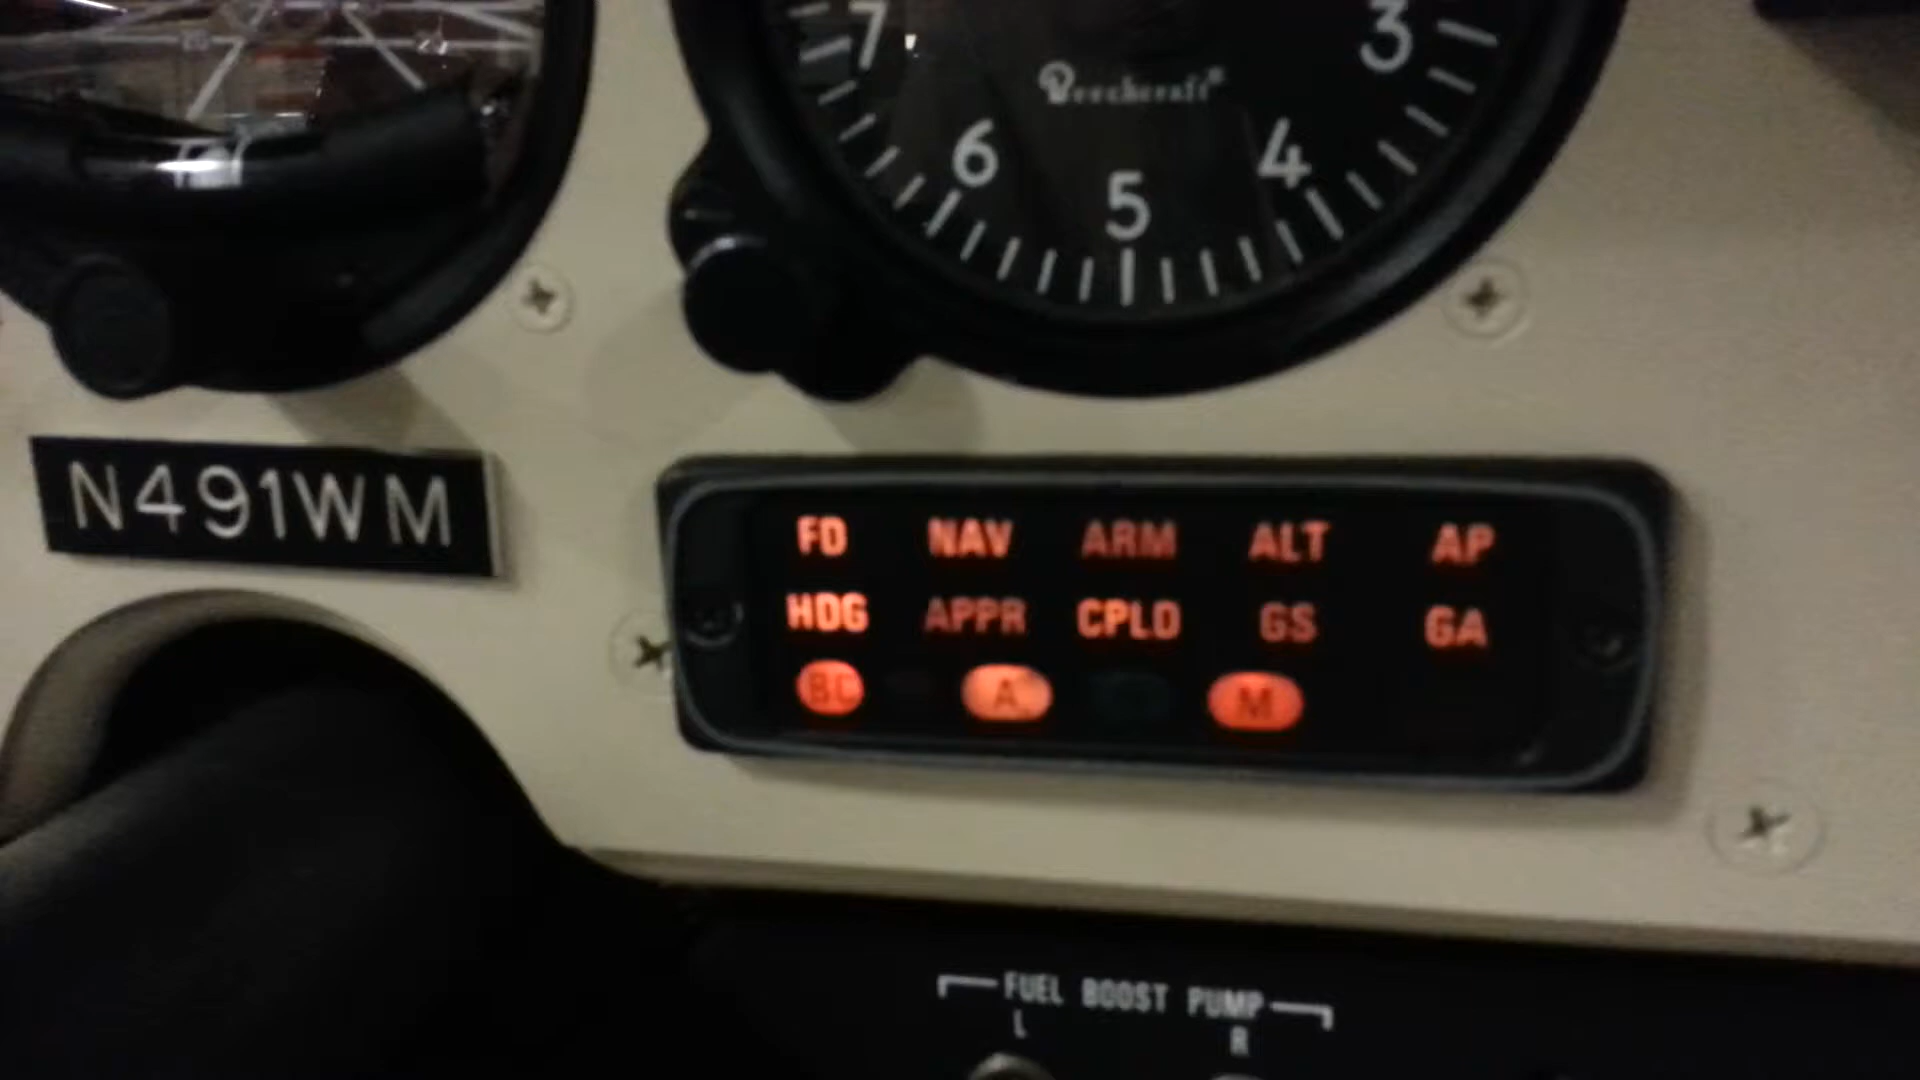 7 3
Beechcraft
6 4
5
N491WM
FD NAV ARM ALT AP
HDG APPR CPLD GS GA
BC A M
FUEL BOOST PUMP
L R